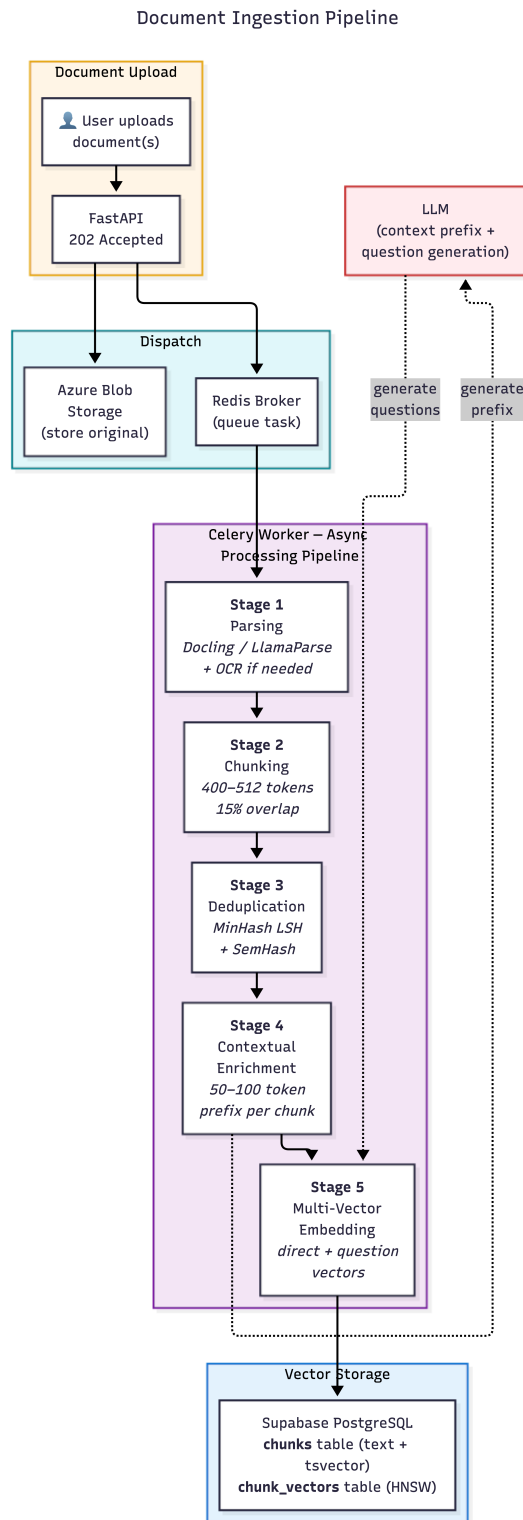 Document Ingestion Pipeline
Document Upload
User uploads
document(s)
FastAPI
202 Accepted
LLM
(context prefix +
question generation)
Dispatch
Azure Blob
Storage
(store original)
Redis Broker
(queue task)
generate
questions
generate
prefix
Celery Worker — Async
Processing Pipeline
Stage 1
Parsing
Docling / LlamaParse
+ OCR if needed
Stage 2
Chunking
400–512 tokens
15% overlap
Stage 3
Deduplication
MinHash LSH
+ SemHash
Stage 4
Contextual
Enrichment
50–100 token
prefix per chunk
Stage 5
Multi-Vector
Embedding
direct + question
vectors
Vector Storage
Supabase PostgreSQL
chunks table (text +
tsvector)
chunk_vectors table (HNSW)